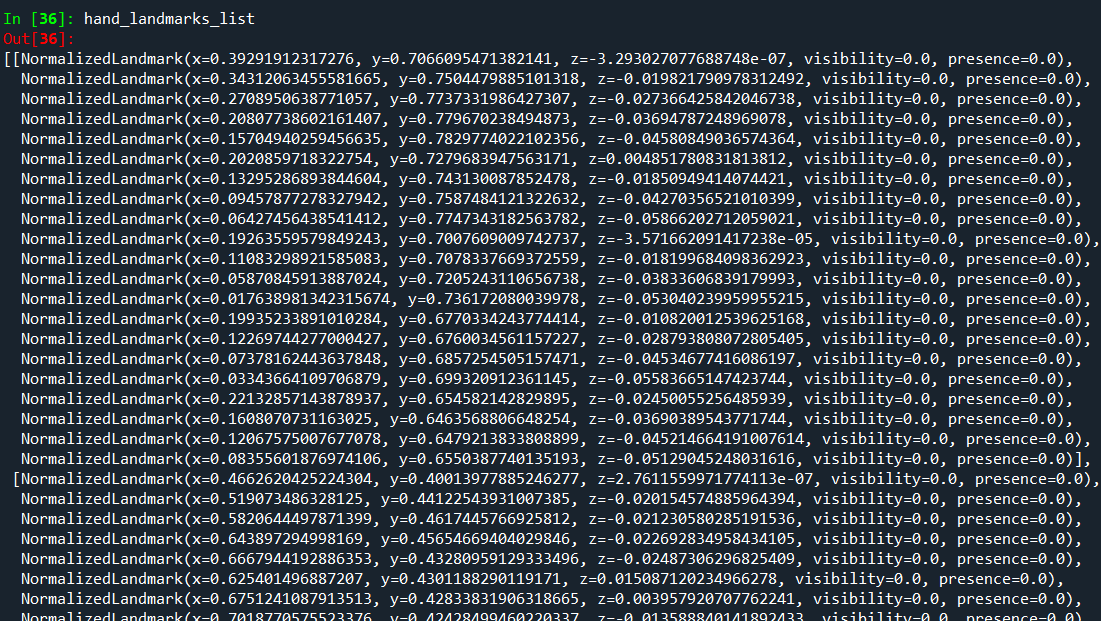 In [36]: hand_landmarks_list
Out[36]:
[[NormalizedLandmark(x=0.39291912317276, y=0.7066095471382141, z=-3.293027077688748e-07, visibility=0.0, presence=0.0),
NormalizedLandmark(x=0.34312063455581665, y=0.7504479885101318, z=-0.019821790978312492, visibility=0.0, presence=0.0),
NormalizedLandmark(x=0.2708950638771057, y=0.7737331986427307, z=-0.027366425842046738, visibility=0.0, presence=0.0),
NormalizedLandmark(x=0.20807738602161407, y=0.779670238494873, z=-0.03694787248969078, visibility=0.0, presence=0.0),
NormalizedLandmark(x=0.15704940259456635, y=0.7829774022102356, z=-0.04580849036574364, visibility=0.0, presence=0.0),
NormalizedLandmark(x=0.2020859718322754, y=0.7279683947563171, z=0.004851780831813812, visibility=0.0, presence=0.0),
NormalizedLandmark(x=0.13295286893844604, y=0.743130087852478, z=-0.01850949414074421, visibility=0.0, presence=0.0),
NormalizedLandmark(x=0.09457877278327942, y=0.7587484121322632, z=-0.04270356521010399, visibility=0.0, presence=0.0),
NormalizedLandmark(x=0.06427456438541412, y=0.7747343182563782, z=-0.05866202712059021, visibility=0.0, presence=0.0),
NormalizedLandmark(x=0.19263559579849243, y=0.7007609009742737, z=-3.571662091417238e-05, visibility=0.0, presence=0.0),
NormalizedLandmark(x=0.11083298921585083, y=0.7078337669372559, z=-0.018199684098362923, visibility=0.0, presence=0.0),
NormalizedLandmark(x=0.05870845913887024, y=0.7205243110656738, z=-0.03833606839179993, visibility=0.0, presence=0.0),
NormalizedLandmark(x=0.017638981342315674, y=0.736172080039978, z=-0.053040239959955215, visibility=0.0, presence=0.0),
NormalizedLandmark(x=0.19935233891010284, y=0.6770334243774414, z=-0.010820012539625168, visibility=0.0, presence=0.0),
NormalizedLandmark(x=0.12269744277000427, y=0.6760034561157227, z=-0.028793808072805405, visibility=0.0, presence=0.0),
NormalizedLandmark(x=0.07378162443637848, y=0.6857254505157471, z=-0.04534677416086197, visibility=0.0, presence=0.0),
NormalizedLandmark(x=0.03343664109706879, y=0.699320912361145, z=-0.05583665147423744, visibility=0.0, presence=0.0),
NormalizedLandmark(x=0.22132857143878937, y=0.654582142829895, z=-0.02450055256485939, visibility=0.0, presence=0.0),
NormalizedLandmark(x=0.1608070731163025, y=0.6463568806648254, z=-0.03690389543771744, visibility=0.0, presence=0.0),
NormalizedLandmark(x=0.12067575007677078, y=0.6479213833808899, z=-0.045214664191007614, visibility=0.0, presence=0.0),
NormalizedLandmark(x=0.08355601876974106, y=0.6550387740135193, z=-0.05129045248031616, visibility=0.0, presence=0.0)],
[NormalizedLandmark(x=0.4662620425224304, y=0.40013977885246277, z=2.7611559971774113e-07, visibility=0.0, presence=0.0),
NormalizedLandmark(x=0.519073486328125, y=0.44122543931007385, z=-0.020154574885964394, visibility=0.0, presence=0.0),
NormalizedLandmark(x=0.5820644497871399, y=0.4617445766925812, z=-0.021230580285191536, visibility=0.0, presence=0.0),
NormalizedLandmark(x=0.643897294998169, y=0.45654669404029846, z=-0.022692834958434105, visibility=0.0, presence=0.0),
NormalizedLandmark(x=0.6667944192886353, y=0.43280959129333496, z=-0.02487306296825409, visibility=0.0, presence=0.0),
NormalizedLandmark(x=0.625401496887207, y=0.4301188290119171, z=0.015087120234966278, visibility=0.0, presence=0.0),
NormalizedLandmark(x=0.6751241087913513, y=0.42833831906318665, z=0.003957920707762241, visibility=0.0, presence=0.0),
NormalizedLandmark(x=0.7018770575523376, y=0.42428499460220337, z=-0.013588840141892433, visibility=0.0, presence=0.0),